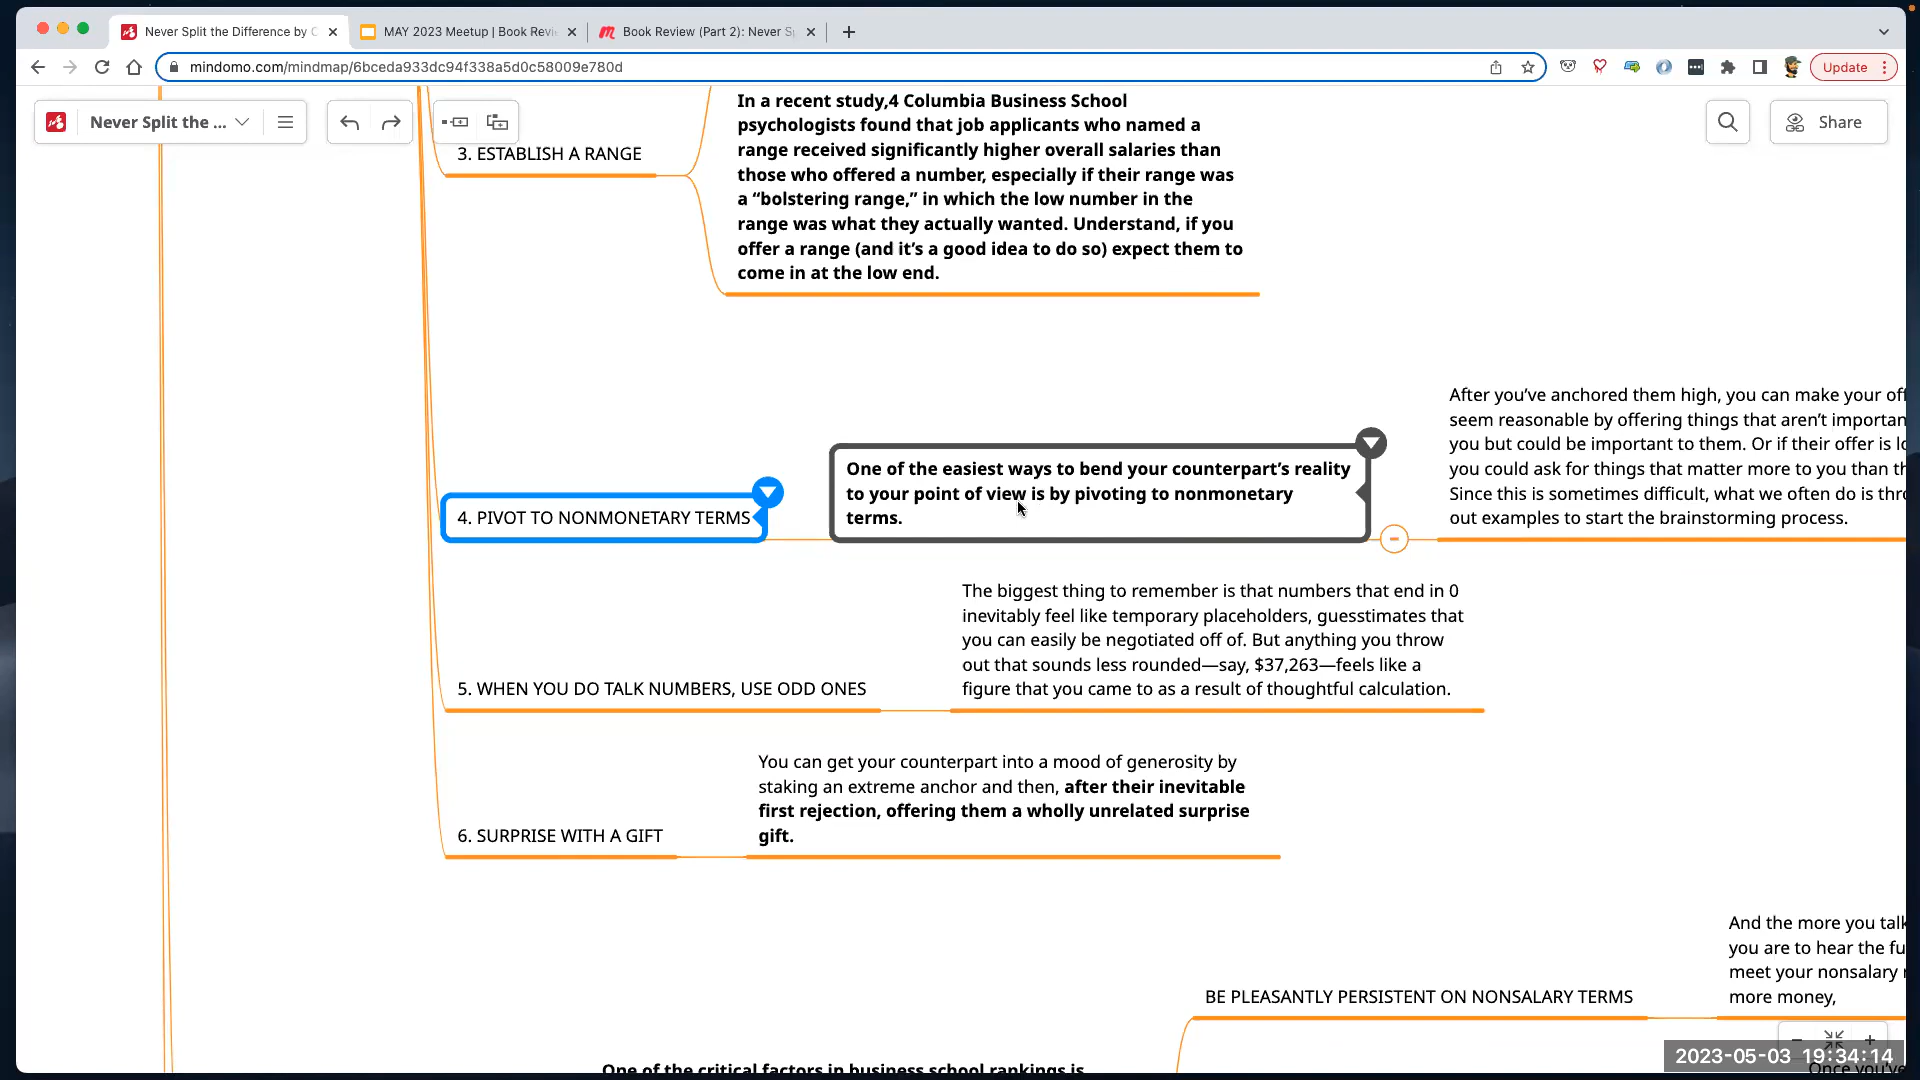 Never Split the Difference by C
MAY 2023 Meetup | Book Revi
Book Review (Part 2): Never S
mindomo.com/mindmap/6bceda933dc94f338a5d0c58009e780d
Update
Never Split the ...
Share
3. ESTABLISH A RANGE
In a recent study,4 Columbia Business School
psychologists found that job applicants who named a
range received significantly higher overall salaries than
those who offered a number, especially if their range was
a “bolstering range,” in which the low number in the
range was what they actually wanted. Understand, if you
offer a range (and it’s a good idea to do so) expect them to
come in at the low end.
4. PIVOT TO NONMONETARY TERMS
One of the easiest ways to bend your counterpart’s reality
to your point of view is by pivoting to nonmonetary
terms.
After you’ve anchored them high, you can make your off
seem reasonable by offering things that aren’t importan
you but could be important to them. Or if their offer is lo
you could ask for things that matter more to you than th
Since this is sometimes difficult, what we often do is thro
out examples to start the brainstorming process.
5. WHEN YOU DO TALK NUMBERS, USE ODD ONES
The biggest thing to remember is that numbers that end in 0
inevitably feel like temporary placeholders, guesstimates that
you can easily be negotiated off of. But anything you throw
out that sounds less rounded—say, $37,263—feels like a
figure that you came to as a result of thoughtful calculation.
6. SURPRISE WITH A GIFT
You can get your counterpart into a mood of generosity by
staking an extreme anchor and then, after their inevitable
first rejection, offering them a wholly unrelated surprise
gift.
BE PLEASANTLY PERSISTENT ON NONSALARY TERMS
And the more you talk
you are to hear the fu
meet your nonsalary
more money,
One of the critical factors in business school rankings is
Once you’ve
2023-05-03 19:34:14